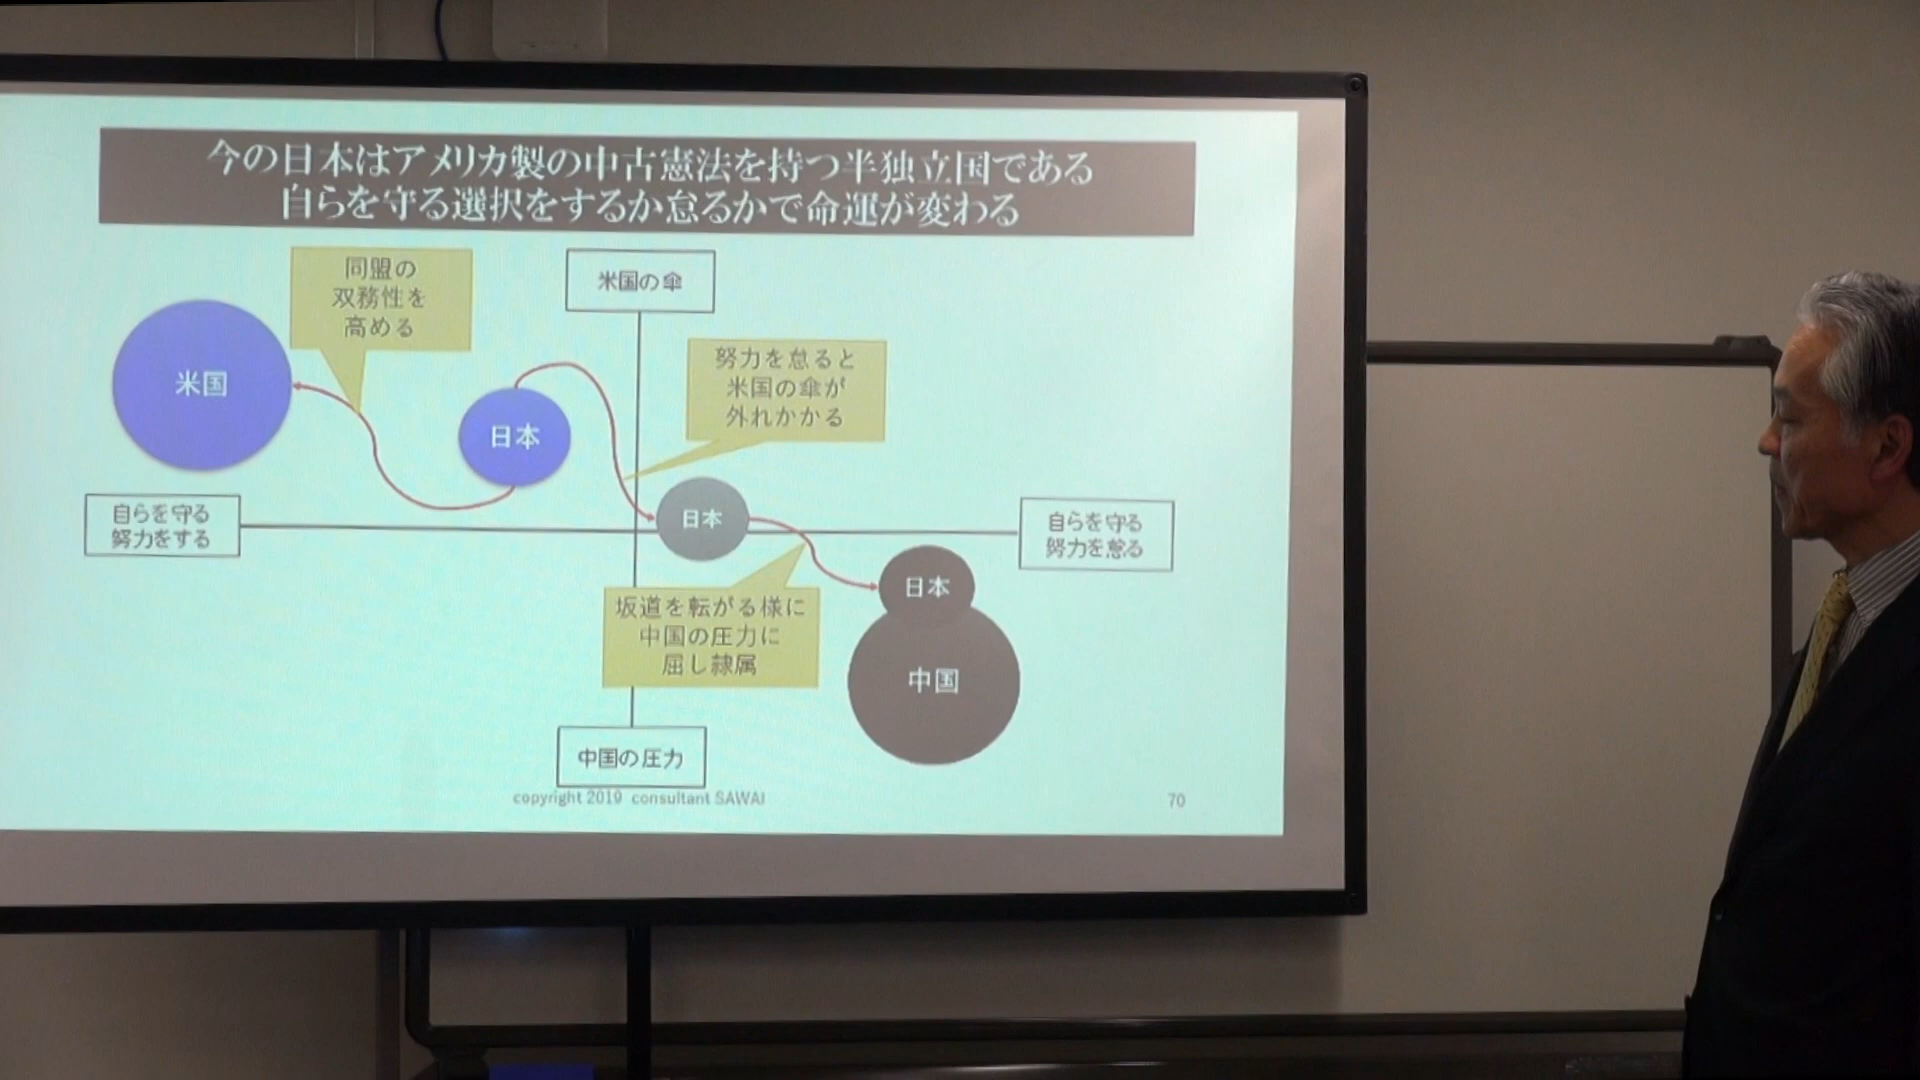 今の日本はアメリカ製の中古憲法を持つ半独立国である
自らを守る選択をするか怠るかで命運が変わる
同盟の
双務性を
高める
米国の傘
米国
日本
努力を怠ると
米国の傘が
外れかかる
自らを守る
努力をする
日本
自らを守る
努力を怠る
日本
坂道を転がる様に
中国の圧力に
屈し隷属
中国
中国の圧力
copyright 2019 consultant SAWAI
70